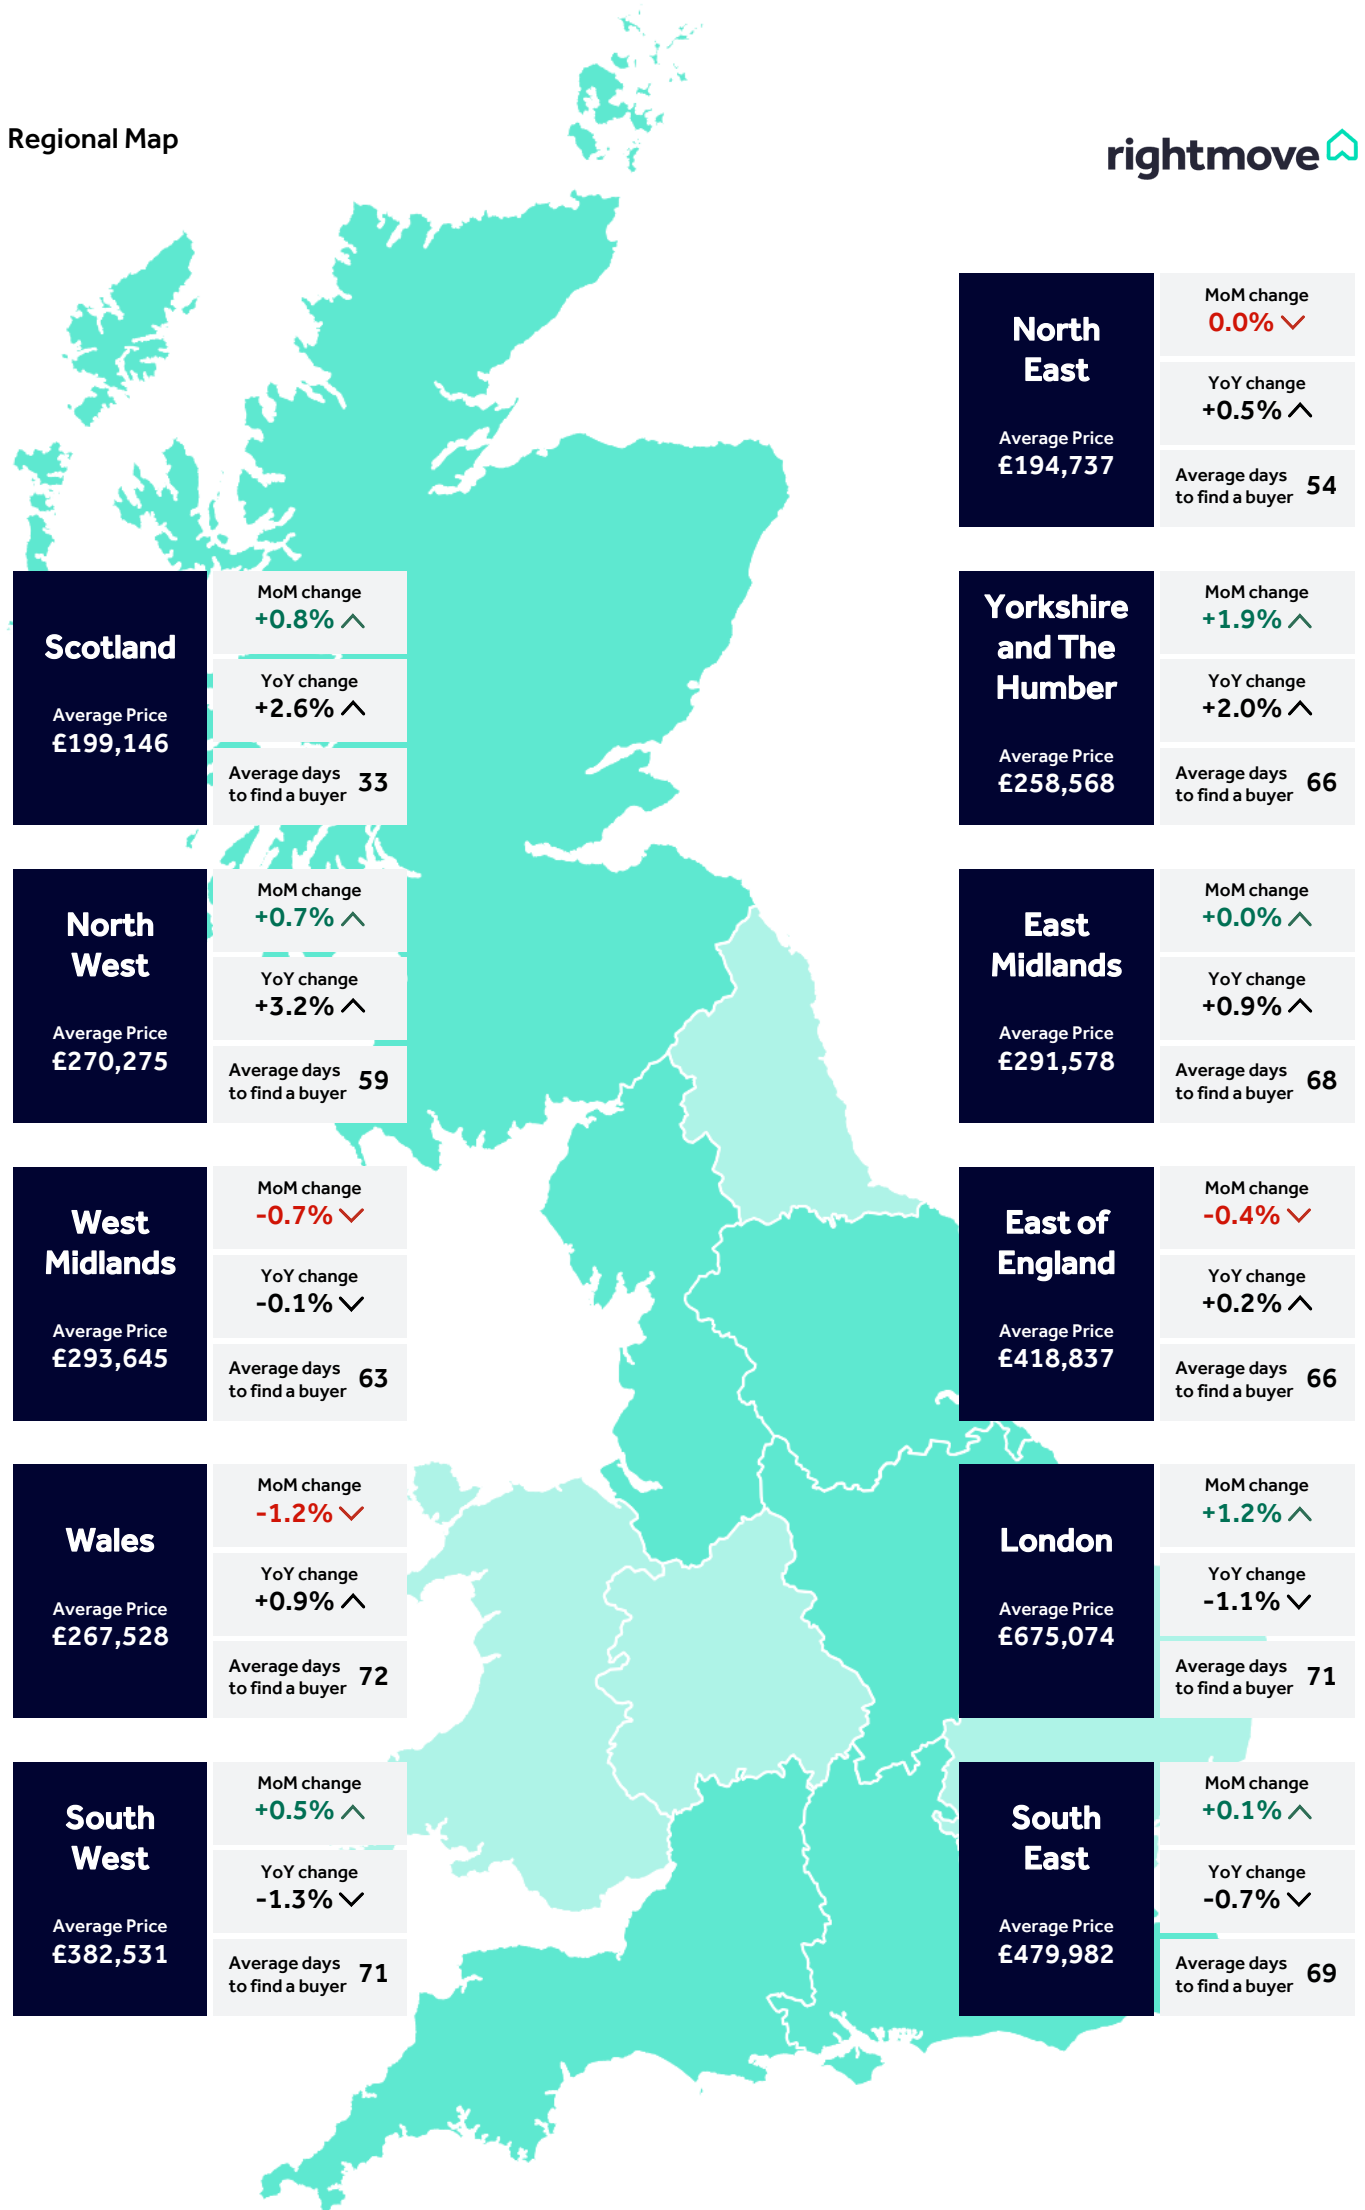 Regional Map
rightmove
North
East
Average Price
£194,737
MoM change
0.0%
YoY change
+0.5%
Average days
to find a buyer 54
Scotland
Average Price
£199,146
MoM change
+0.8%
YoY change
+2.6%
Average days
to find a buyer 33
Yorkshire
and The
Humber
Average Price
£258,568
MoM change
+1.9%
YoY change
+2.0%
Average days
to find a buyer 66
North
West
Average Price
£270,275
MoM change
+0.7%
YoY change
+3.2%
Average days
to find a buyer 59
East
Midlands
Average Price
£291,578
MoM change
+0.0%
YoY change
+0.9%
Average days
to find a buyer 68
West
Midlands
Average Price
£293,645
MoM change
-0.7%
YoY change
-0.1%
Average days
to find a buyer 63
East of
England
Average Price
£418,837
MoM change
-0.4%
YoY change
+0.2%
Average days
to find a buyer 66
Wales
Average Price
£267,528
MoM change
-1.2%
YoY change
+0.9%
Average days
to find a buyer 72
London
Average Price
£675,074
MoM change
+1.2%
YoY change
-1.1%
Average days
to find a buyer 71
South
West
Average Price
£382,531
MoM change
+0.5%
YoY change
-1.3%
Average days
to find a buyer 71
South
East
Average Price
£479,982
MoM change
+0.1%
YoY change
-0.7%
Average days
to find a buyer 69